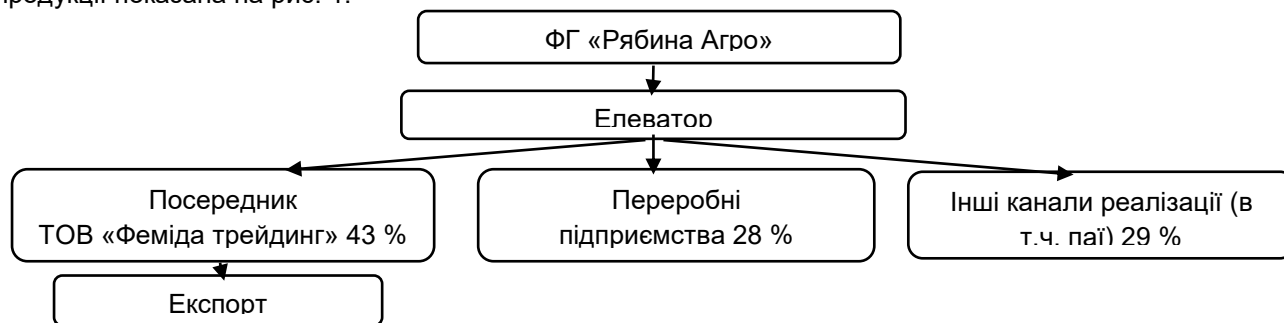 продукції показана на рис. 1.
ФГ «Рябина Агро»
Елеватор
Посередник
ТОВ «Феміда трейдинг» 43 %
Переробні
підприємства 28 %
Інші канали реалізації (в
т.ч. паї) 29 %
Експорт